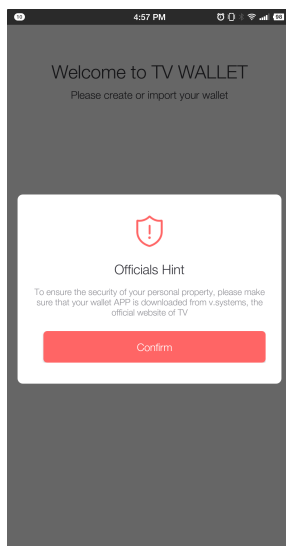 10
4:57 PM
98
Welcome to TV WALLET
Please create or import your wallet
Officials Hint
To ensure the security of your personal property, please make
sure that your wallet APP is downloaded from v.systems, the
official website of TV
Confirm